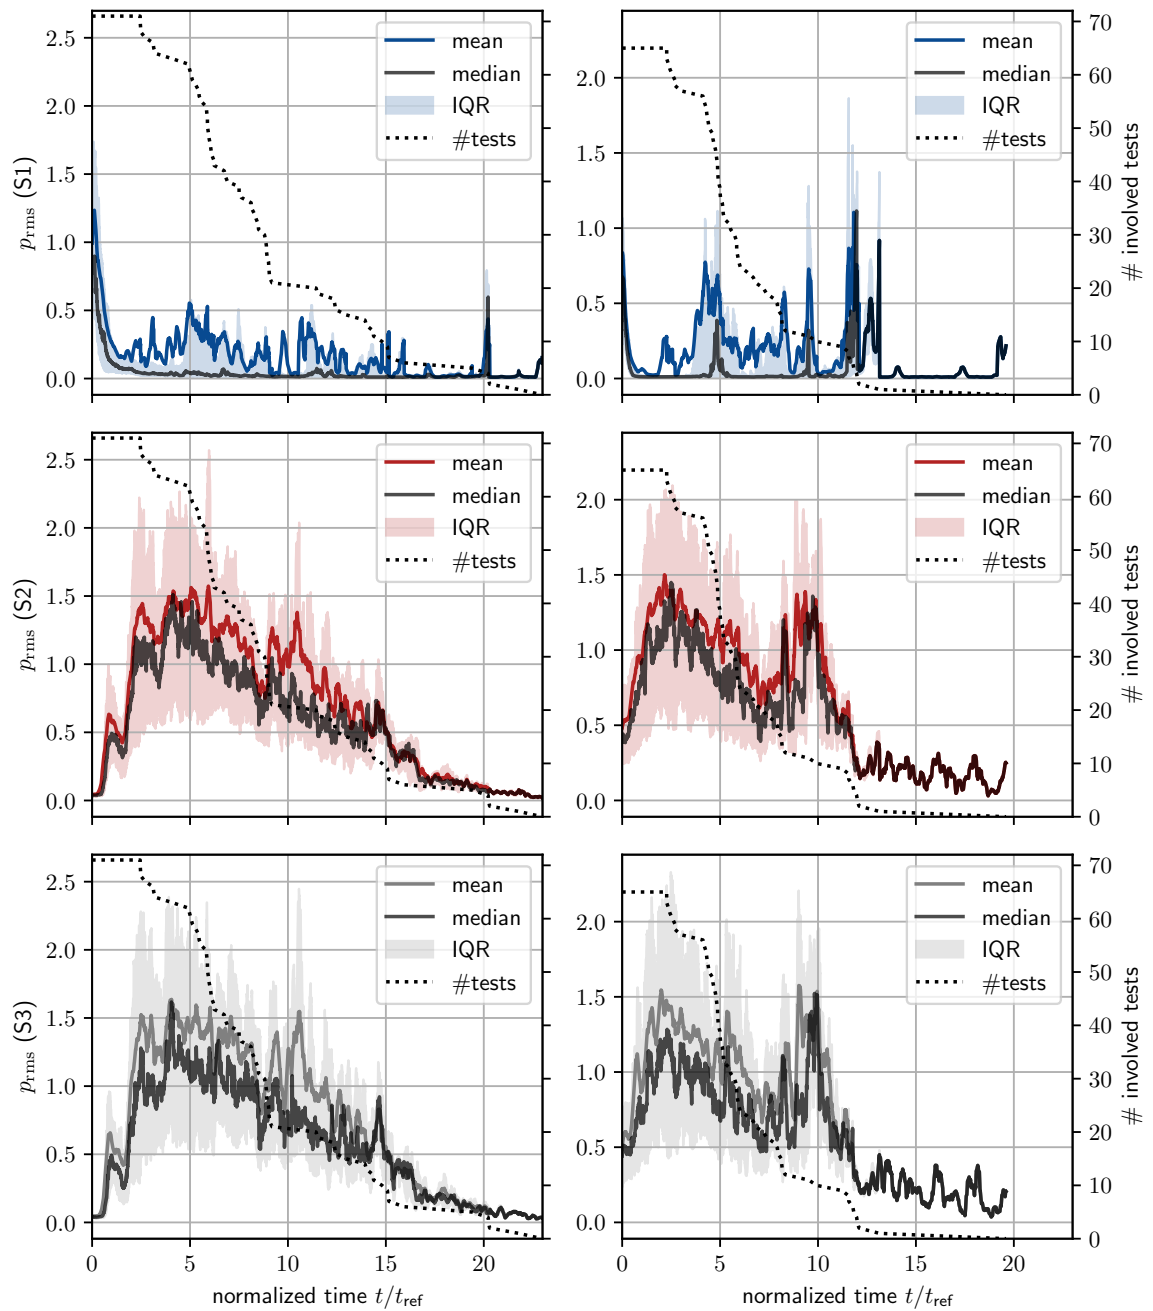 2.5
2.0
1.5
1.0
0.5
0.0
p_rms (S1)
mean
median
IQR
#tests
2.0
1.5
1.0
0.5
0.0
mean
median
IQR
#tests
70
60
50
40
30
20
10
0
# involved tests
2.5
2.0
1.5
1.0
0.5
0.0
p_rms (S2)
mean
median
IQR
#tests
2.0
1.5
1.0
0.5
0.0
mean
median
IQR
#tests
70
60
50
40
30
20
10
0
# involved tests
2.5
2.0
1.5
1.0
0.5
0.0
p_rms (S3)
mean
median
IQR
#tests
0 5 10 15 20
normalized time t/t_ref
2.0
1.5
1.0
0.5
0.0
mean
median
IQR
#tests
70
60
50
40
30
20
10
0
# involved tests
0 5 10 15 20
normalized time t/t_ref